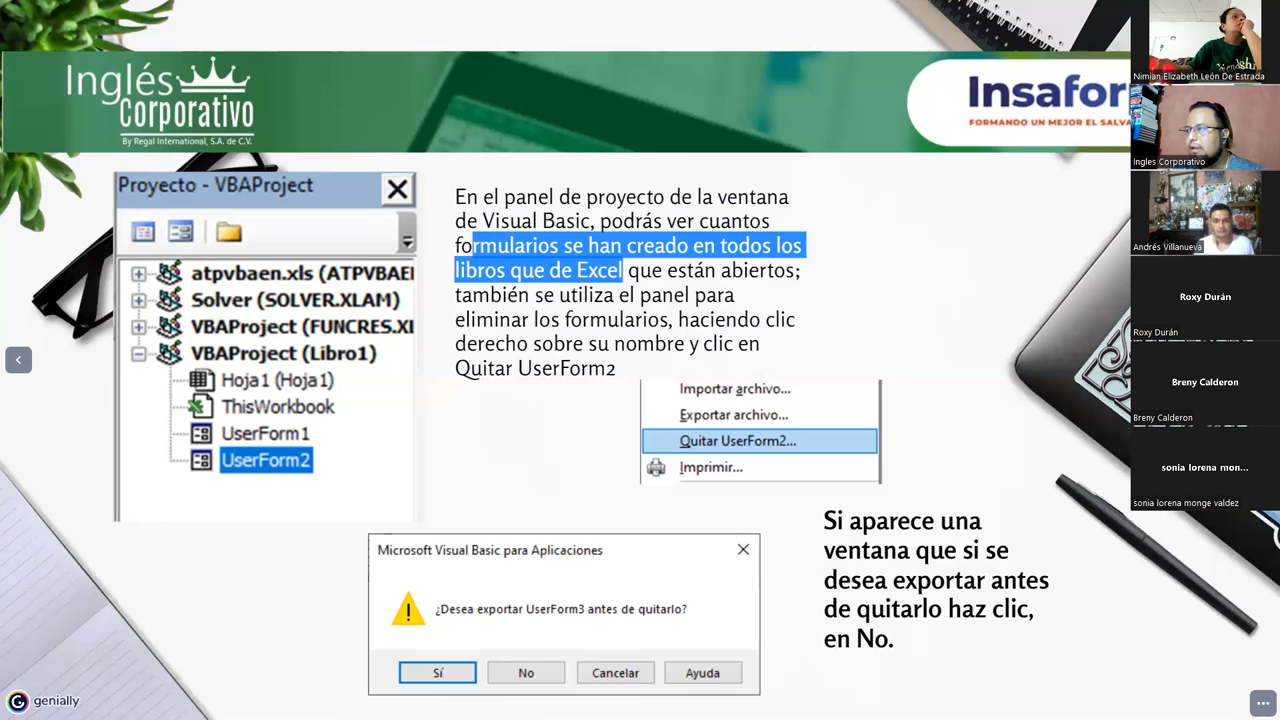 Inglés
Corporativo
By Regal International, S.A. de C.V.
Insafor
FORMANDO UN MEJOR EL SALVA
Proyecto - VBAProject
atpvbaen.xls (ATPVBAE
Solver (SOLVER.XLAM)
VBAProject (FUNCRES.XL
VBAProject (Libro1)
Hoja1 (Hoja1)
ThisWorkbook
UserForm1
UserForm2
En el panel de proyecto de la ventana
de Visual Basic, podrás ver cuantos
formularios se han creado en todos los
libros que de Excel que están abiertos;
también se utiliza el panel para
eliminar los formularios, haciendo clic
derecho sobre su nombre y clic en
Quitar UserForm2
Importar archivo...
Exportar archivo...
Quitar UserForm2...
Imprimir...
Microsoft Visual Basic para Aplicaciones
¿Desea exportar UserForm3 antes de quitarlo?
Sí
No
Cancelar
Ayuda
Si aparece una
ventana que si se
desea exportar antes
de quitarlo haz clic,
en No.
genially
Nimian Elizabeth León De Estrada
Ingles Corporativo
Andrés Villanueva
Roxy Durán
Roxy Durán
Breny Calderon
Breny Calderon
sonia lorena mon...
sonia lorena monge valdez